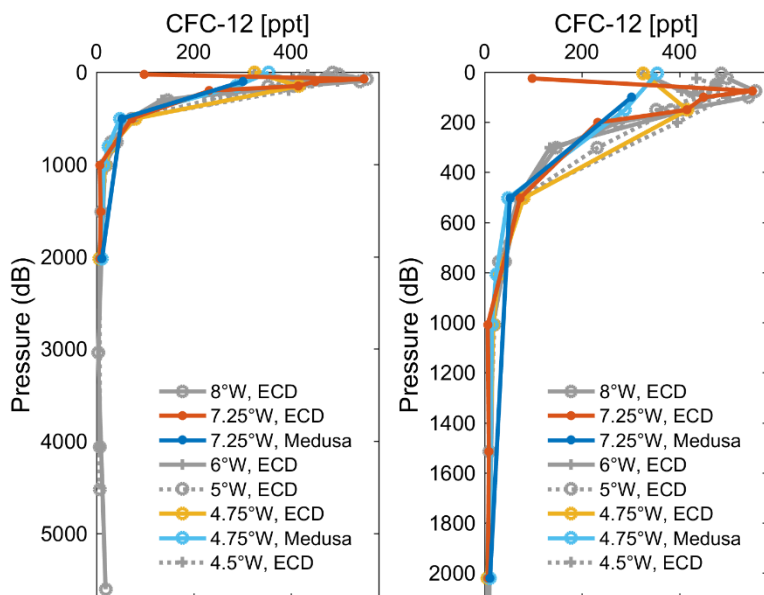 CFC-12 [ppt]
0 200 400
0
1000
2000
3000
4000
5000
Pressure (dB)
8°W, ECD
7.25°W, ECD
7.25°W, Medusa
6°W, ECD
5°W, ECD
4.75°W, ECD
4.75°W, Medusa
4.5°W, ECD
CFC-12 [ppt]
0 200 400
0
200
400
600
800
1000
1200
1400
1600
1800
2000
Pressure (dB)
8°W, ECD
7.25°W, ECD
7.25°W, Medusa
6°W, ECD
5°W, ECD
4.75°W, ECD
4.75°W, Medusa
4.5°W, ECD